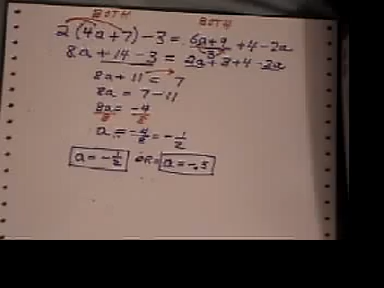 BOTH BOTH
2(4a+7)-3 = (6a+9)/3 +4-2a
8a+14-3 = 2a+3+4-2a
8a+11 = 7
8a = 7-11
8a/8 = -4/8
a = -4/8 = -1/2
a = -1/2 OR = a = -.5